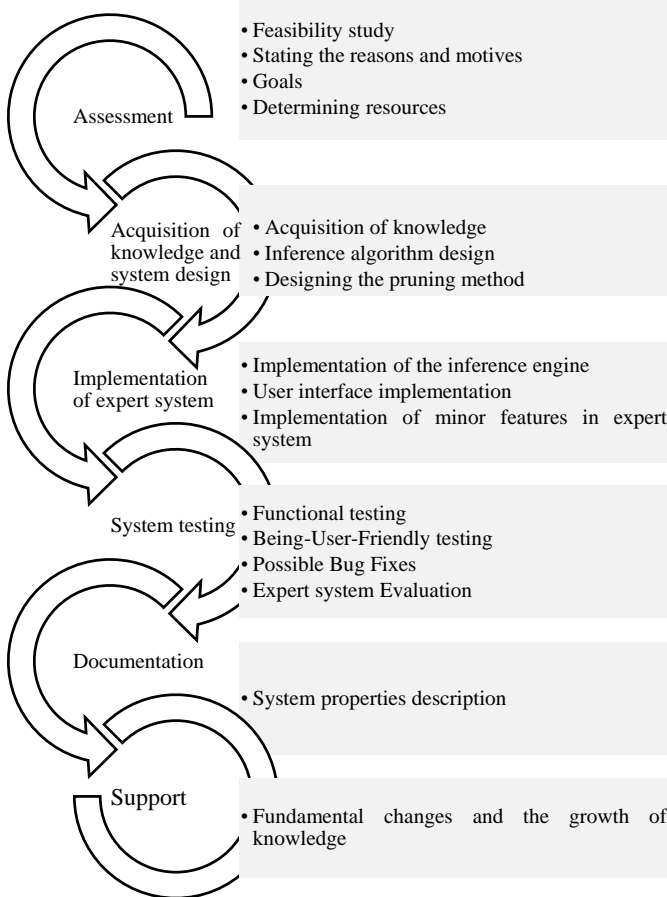 Assessment
• Feasibility study
• Stating the reasons and motives
• Goals
• Determining resources
Acquisition of
knowledge and
system design
• Acquisition of knowledge
• Inference algorithm design
• Designing the pruning method
Implementation
of expert system
• Implementation of the inference engine
• User interface implementation
• Implementation of minor features in expert
system
System testing
• Functional testing
• Being-User-Friendly testing
• Possible Bug Fixes
• Expert system Evaluation
Documentation
• System properties description
Support
• Fundamental changes and the growth of
knowledge